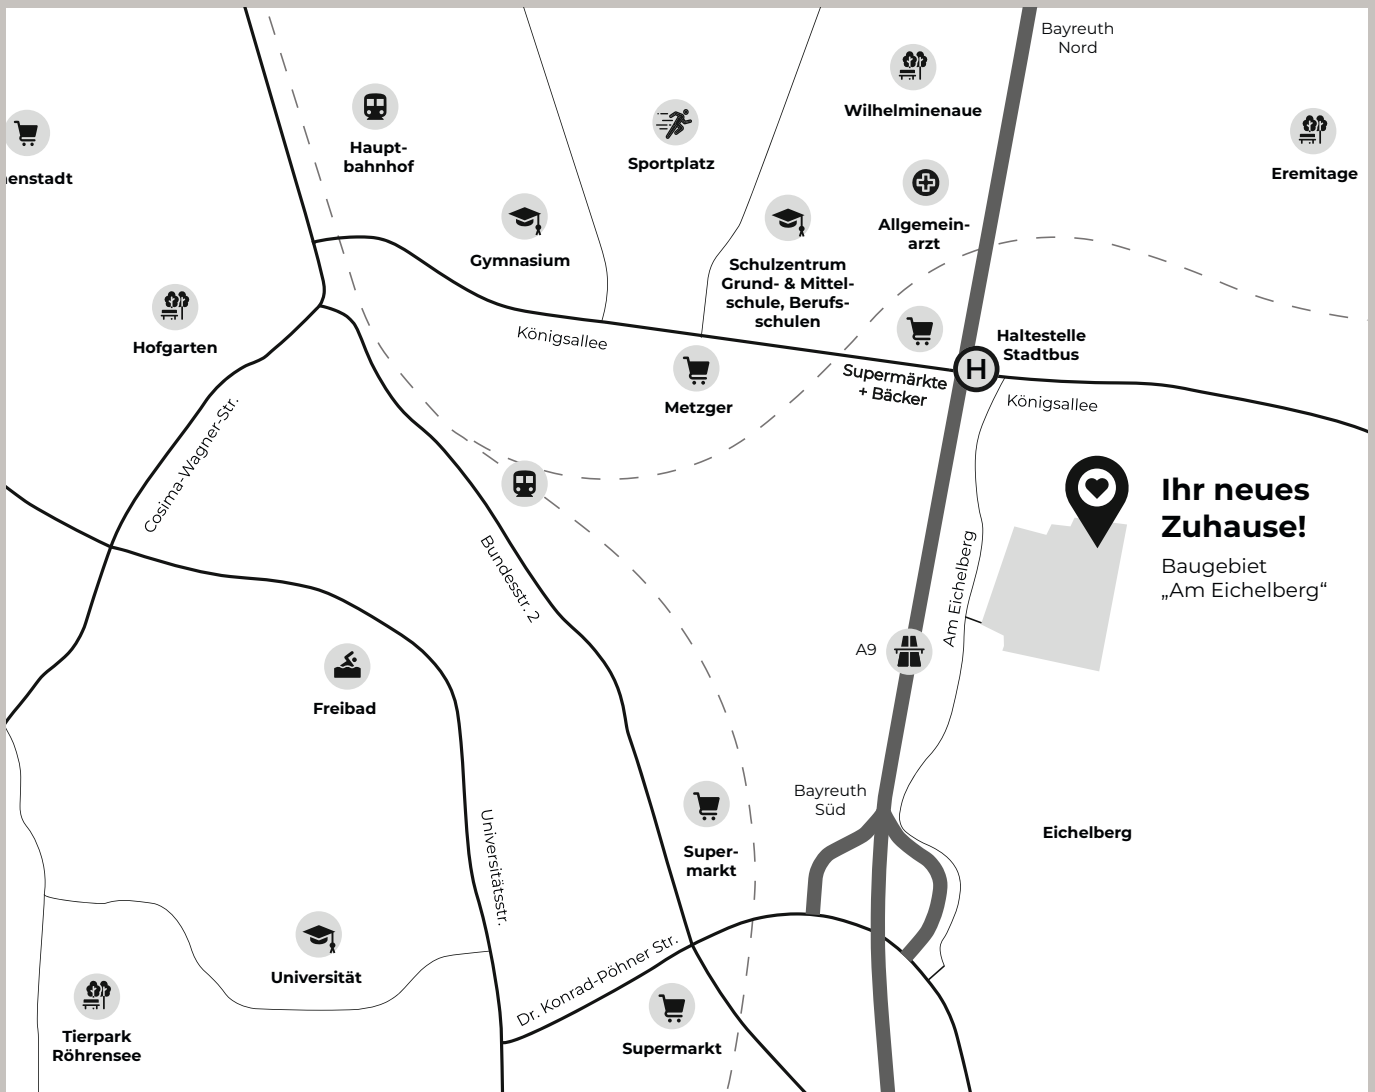 Bayreuth
Nord
Wilhelminenaue
Haupt-
bahnhof
Sportplatz
enenstadt
Eremitage
Allgemein-
arzt
Gymnasium
Schulzentrum
Grund- & Mittel-
schule, Berufs-
schulen
Hofgarten
Königsallee
Haltestelle
Stadtbus
H
Metzger
Supermärkte
+ Bäcker
Königsallee
Cosima-Wagner-Str.
Ihr neues
Zuhause!
Baugebiet
„Am Eichelberg“
Bundesstr. 2
Am Eichelberg
A9
Freibad
Bayreuth
Süd
Eichelberg
Super-
markt
Universitätsstr.
Universität
Dr. Konrad-Pöhner Str.
Tierpark
Röhrensee
Supermarkt